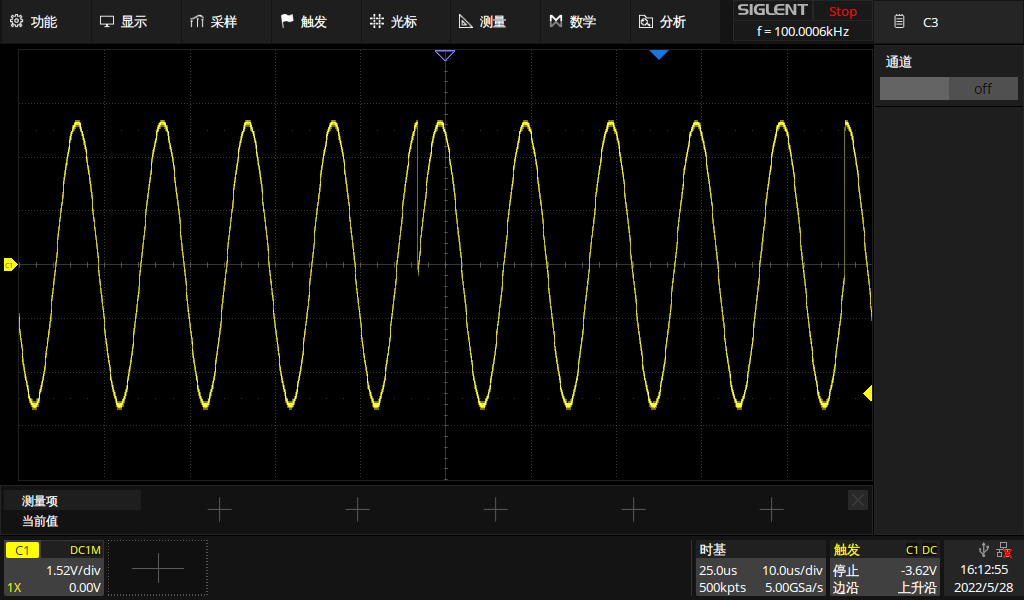 功能 显示 采样 触发 光标 测量 数学 分析
SIGLENT Stop
f = 100.0006kHz
C3
通道
off
C1
测量项
当前值
C1 DC1M
1.52V/div
1X 0.00V
时基
25.0us 10.0us/div
500kpts 5.00GSa/s
触发 C1 DC
停止 -3.62V
边沿 上升沿
16:12:55
2022/5/28